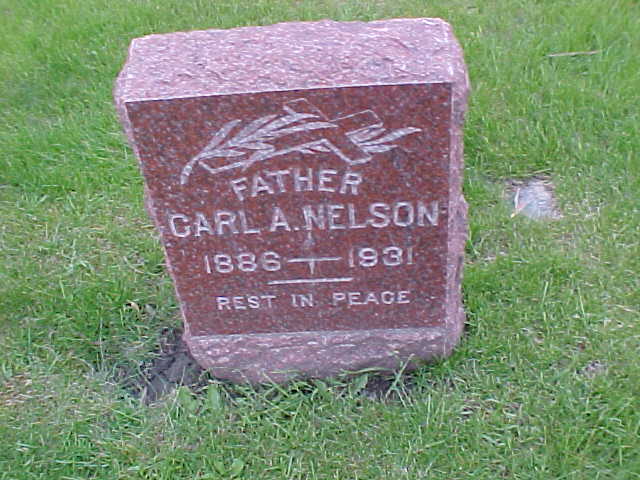 FATHER
CARL A. NELSON
1886 — 1931
REST IN PEACE